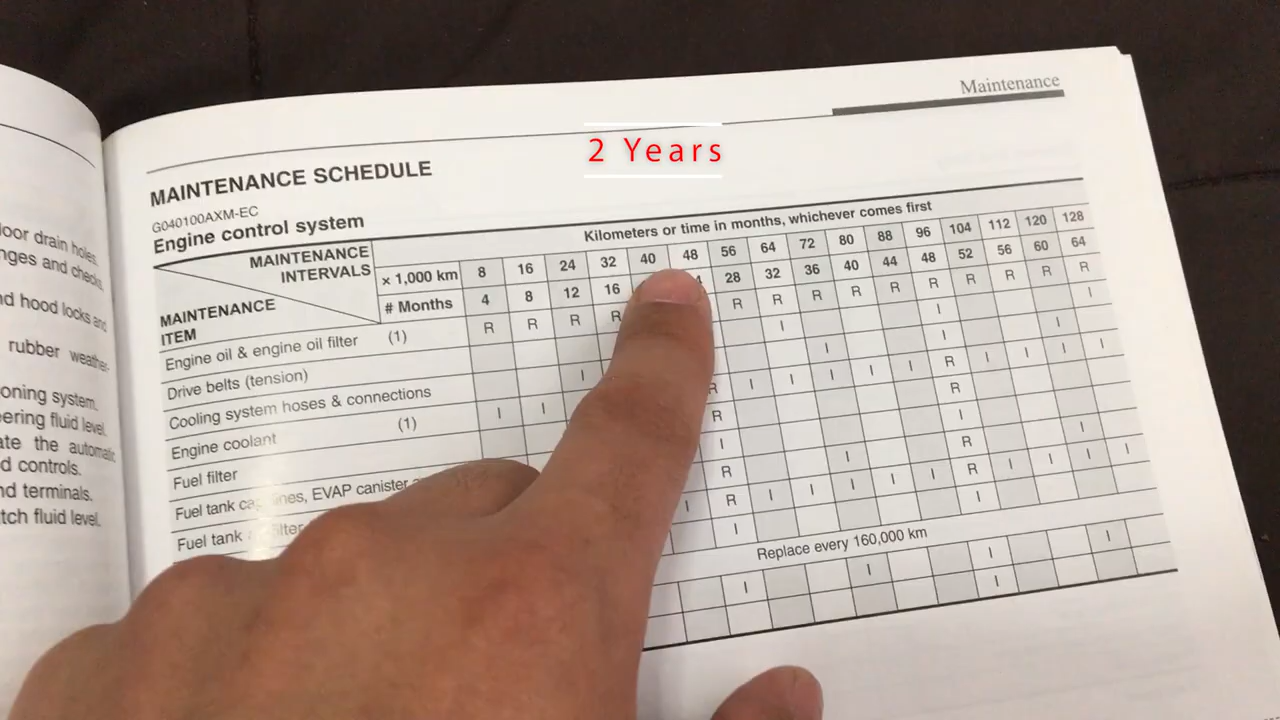 Maintenance
2 Years
MAINTENANCE SCHEDULE
G040100AXM-EC
Engine control system
Kilometers or time in months, whichever comes first
MAINTENANCE INTERVALS
x 1,000 km 8 16 24 32 40 48 56 64 72 80 88 96 104 112 120 128
# Months 4 8 12 16 28 32 36 40 44 48 52 56 60 64
MAINTENANCE ITEM
Engine oil & engine oil filter (1) R R R R R R R R R R R R R R
Drive belts (tension) I I I
Cooling system hoses & connections I I I I
Engine coolant (1) I I R I I I I I R I I I I
Fuel filter R R
Fuel tank lines, EVAP canister I I I
Fuel tank R I R I
I R I I I I I R I I I I
I I
Replace every 160,000 km
I I I I
I
loor drain holes.
nges and checks
nd hood locks and
rubber weather-
oning system.
eering fluid level.
ate the automatic
d controls.
nd terminals.
tch fluid level.